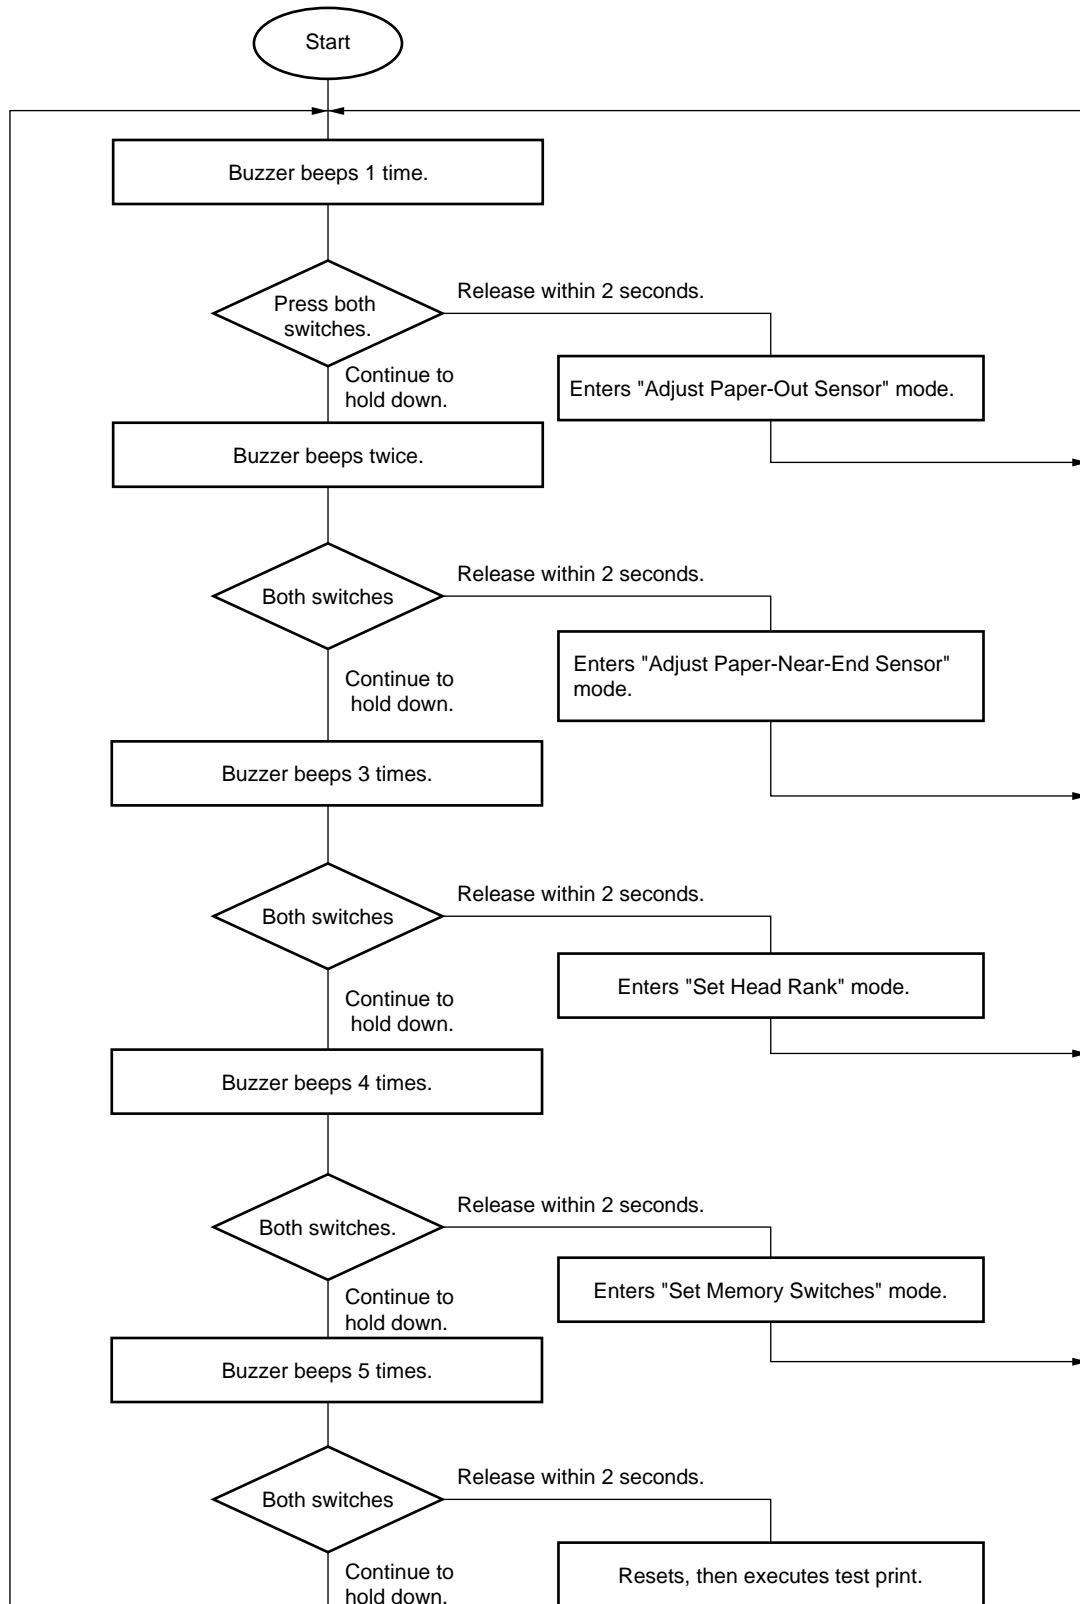 Start
Buzzer beeps 1 time.
Release within 2 seconds.
Press both
switches.
Continue to
hold down.
Enters "Adjust Paper-Out Sensor" mode.
Buzzer beeps twice.
Release within 2 seconds.
Both switches
Enters "Adjust Paper-Near-End Sensor"
mode.
Continue to
hold down.
Buzzer beeps 3 times.
Release within 2 seconds.
Both switches
Enters "Set Head Rank" mode.
Continue to
hold down.
Buzzer beeps 4 times.
Release within 2 seconds.
Both switches.
Enters "Set Memory Switches" mode.
Continue to
hold down.
Buzzer beeps 5 times.
Release within 2 seconds.
Both switches
Resets, then executes test print.
Continue to
hold down.